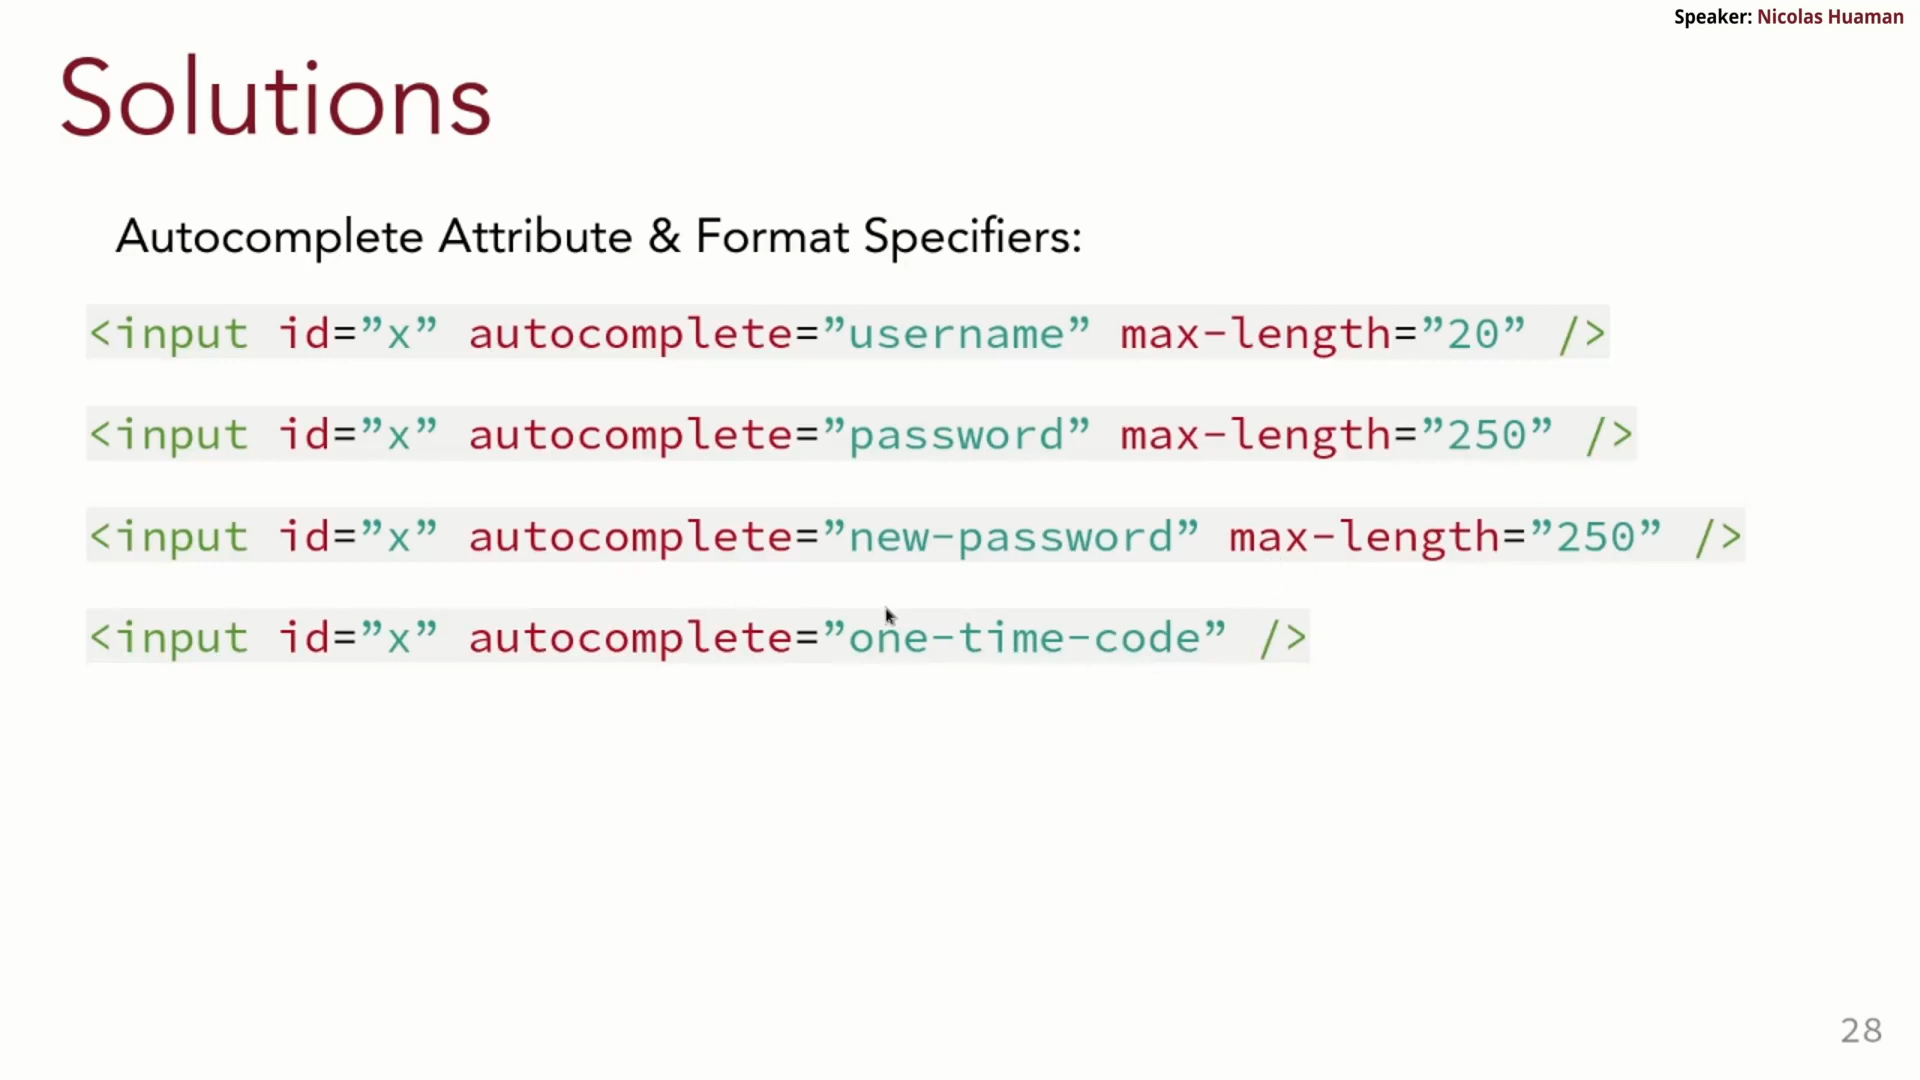 Speaker: Nicolas Huaman
Solutions
Autocomplete Attribute & Format Specifiers:
<input id=”x” autocomplete=”username” max-length=”20” />
<input id=”x” autocomplete=”password” max-length=”250” />
<input id=”x” autocomplete=”new-password” max-length=”250” />
<input id=”x” autocomplete=”one-time-code” />
28